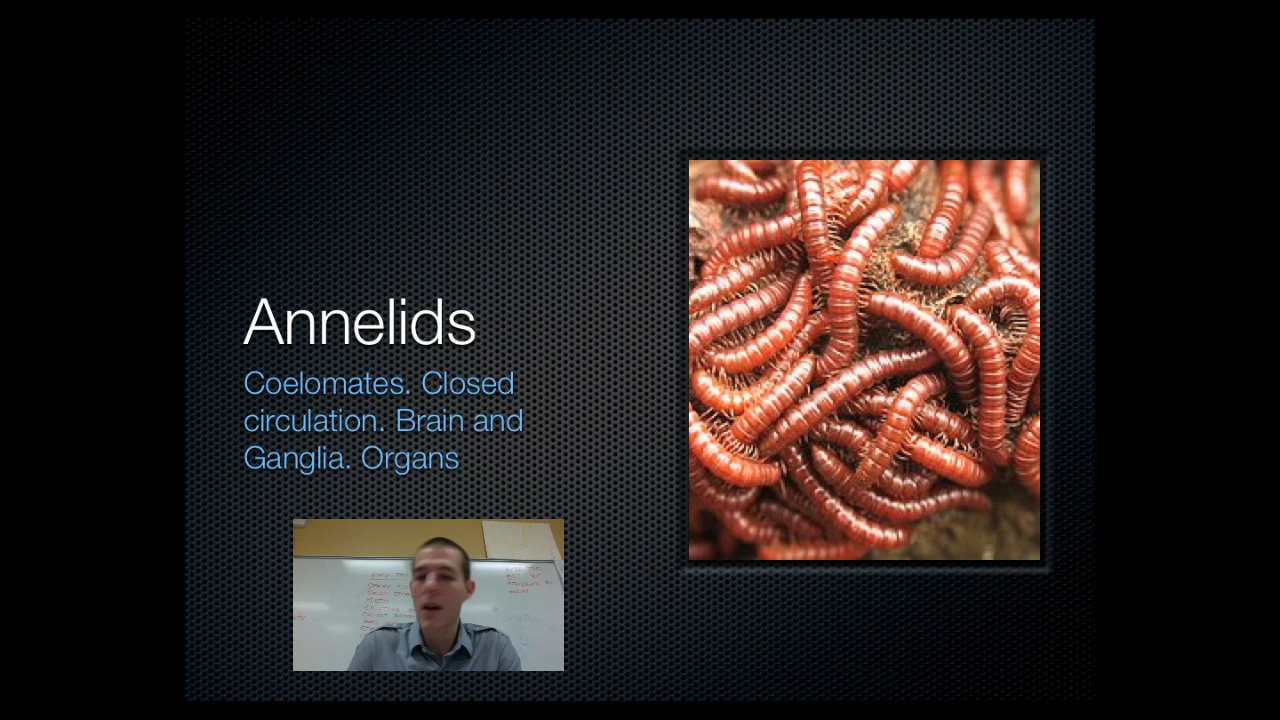 Annelids
Coelomates. Closed
circulation. Brain and
Ganglia. Organs